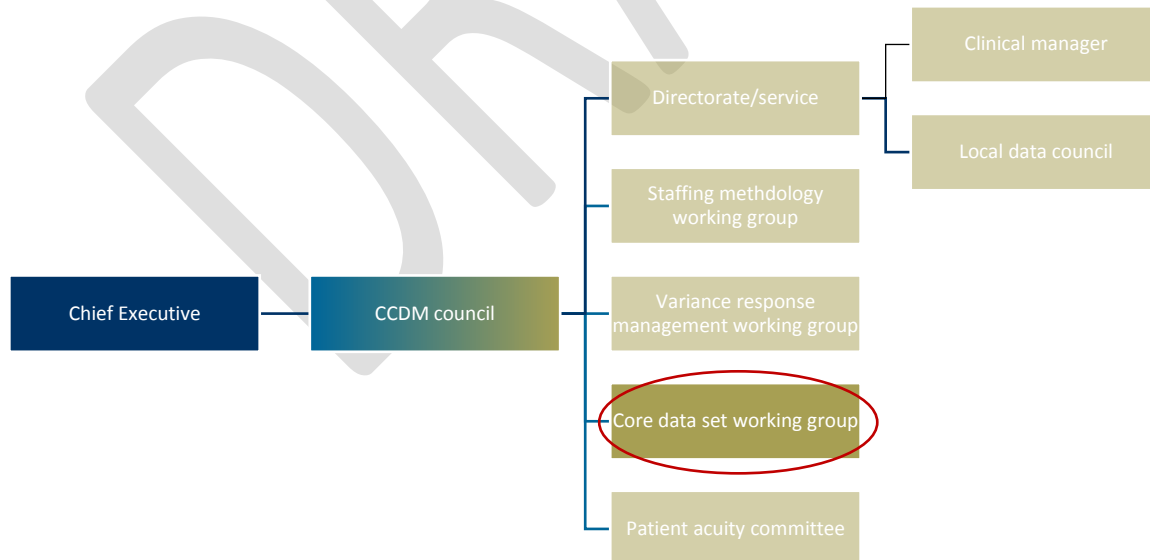 Clinical manager
Directorate/service
Local data council
Staffing methdology
working group
Chief Executive
CCDM council
Variance response
management working group
Core data set working group
Patient acuity committee